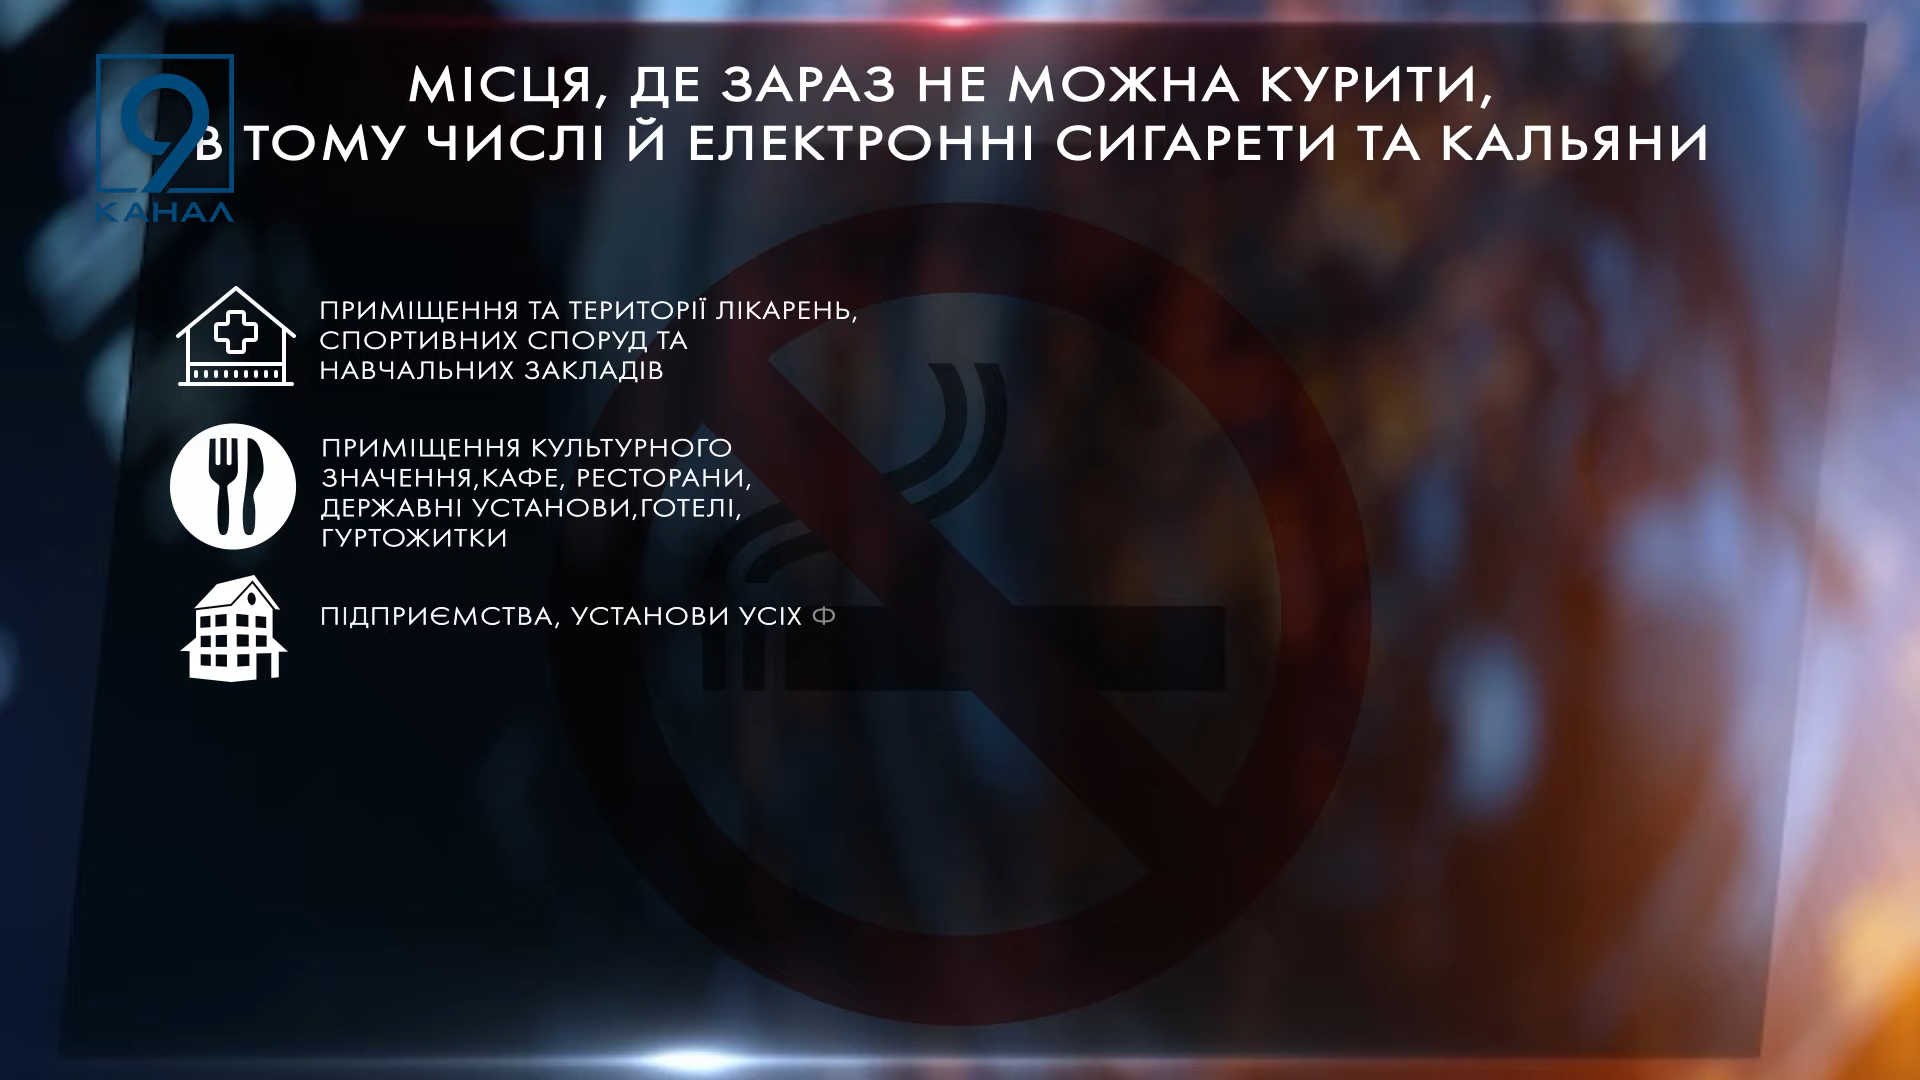 МІСЦЯ, ДЕ ЗАРАЗ НЕ МОЖНА КУРИТИ,
В ТОМУ ЧИСЛІ Й ЕЛЕКТРОННІ СИГАРЕТИ ТА КАЛЬЯНИ
9
КАНАЛ
ПРИМІЩЕННЯ ТА ТЕРИТОРІЇ ЛІКАРЕНЬ,
СПОРТИВНИХ СПОРУД ТА
НАВЧАЛЬНИХ ЗАКЛАДІВ
ПРИМІЩЕННЯ КУЛЬТУРНОГО
ЗНАЧЕННЯ,КАФЕ, РЕСТОРАНИ,
ДЕРЖАВНІ УСТАНОВИ,ГОТЕЛІ,
ГУРТОЖИТКИ
ПІДПРИЄМСТВА, УСТАНОВИ УСІХ Ф